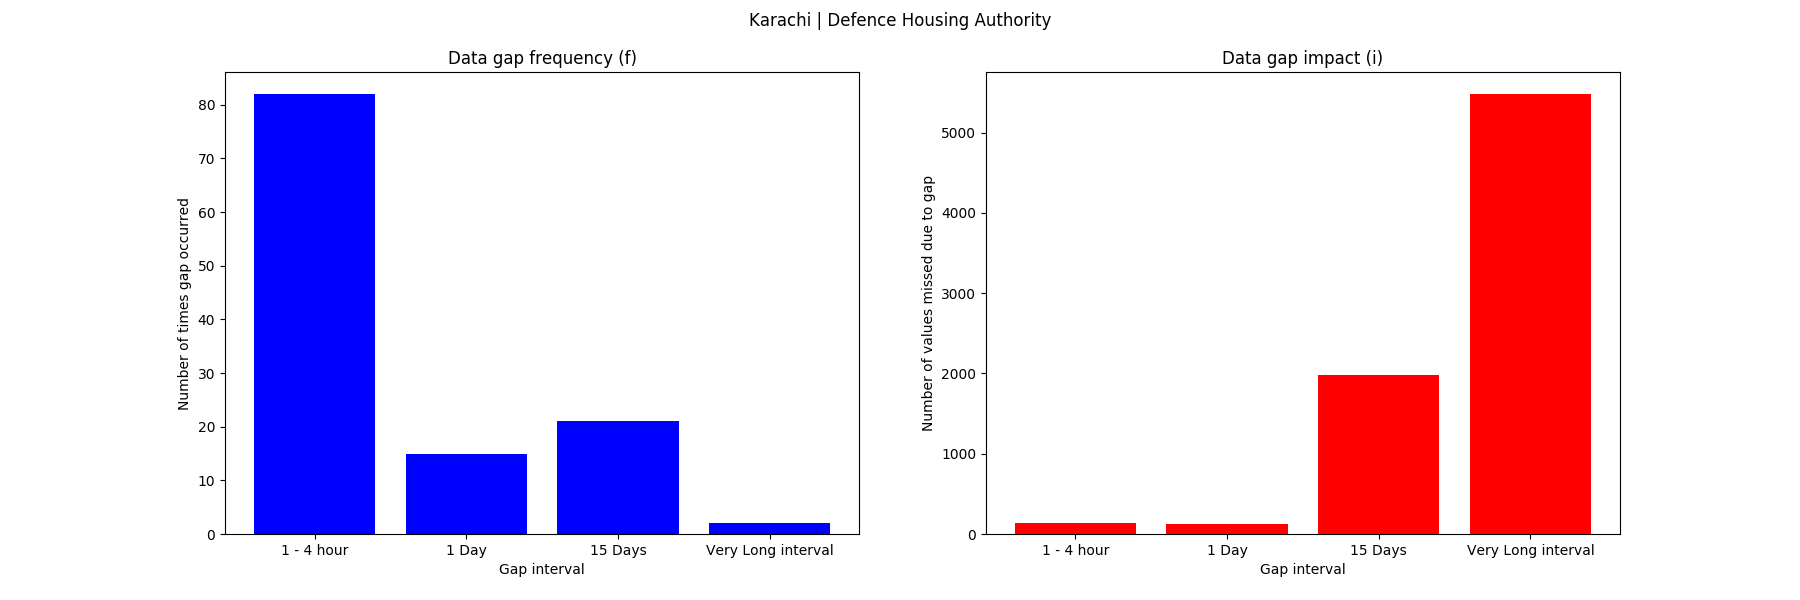 Karachi | Defence Housing Authority
Data gap frequency (f)
Number of times gap occurred
80
70
60
50
40
30
20
10
0
1 - 4 hour
1 Day
15 Days
Very Long interval
Gap interval
Data gap impact (i)
Number of values missed due to gap
5000
4000
3000
2000
1000
0
1 - 4 hour
1 Day
15 Days
Very Long interval
Gap interval